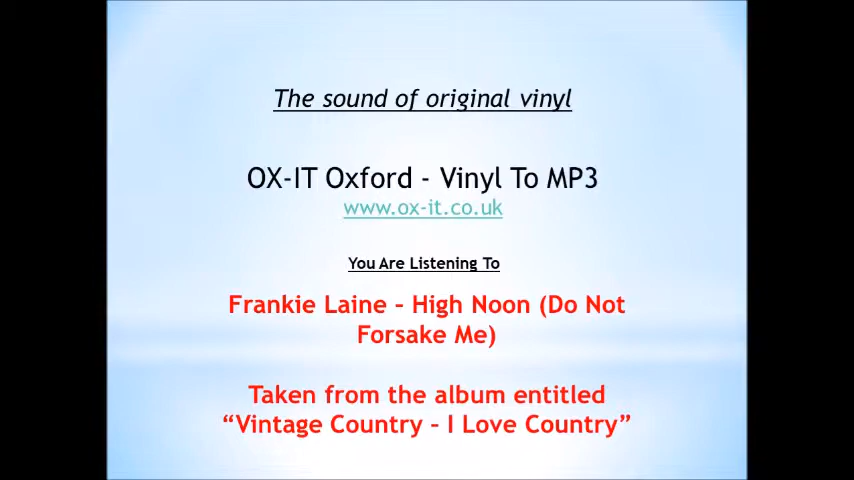 The sound of original vinyl
OX-IT Oxford - Vinyl To MP3
www.ox-it.co.uk
You Are Listening To
Frankie Laine – High Noon (Do Not
Forsake Me)
Taken from the album entitled
“Vintage Country – I Love Country”